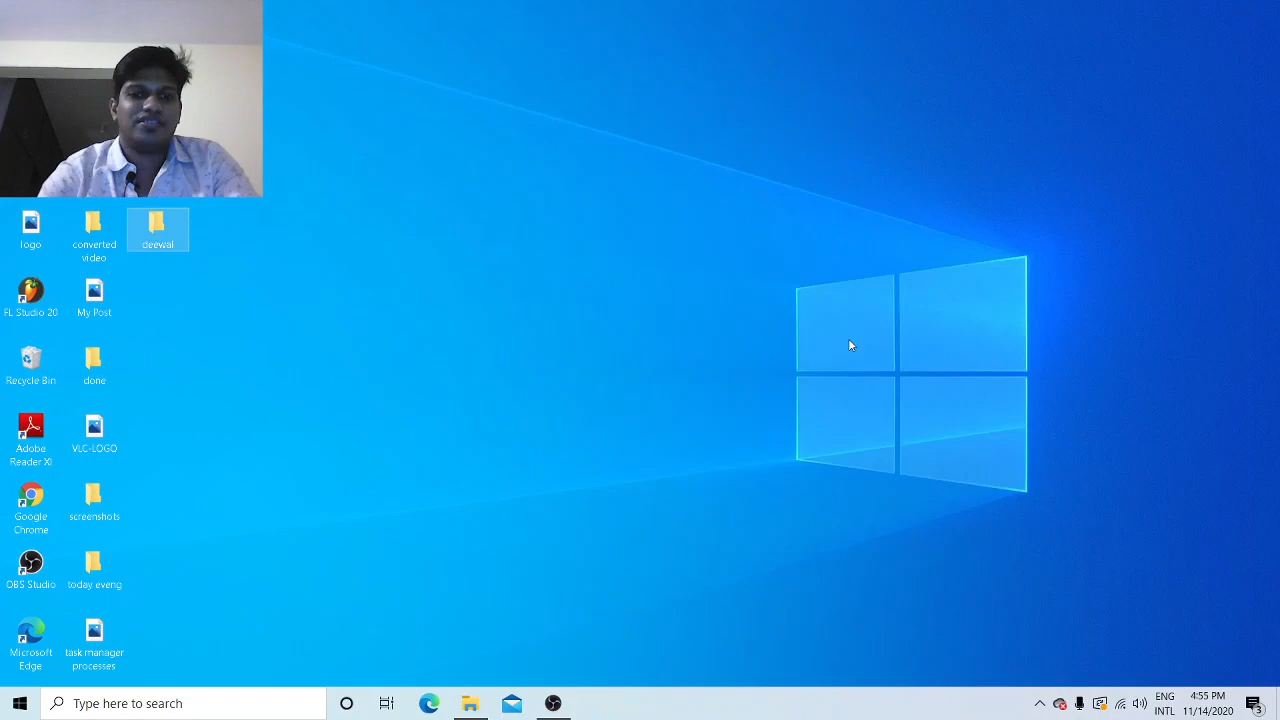 logo
converted
video
deewali
FL Studio 20
My Post
Recycle Bin
done
Adobe
Reader XI
VLC-LOGO
Google
Chrome
screenshots
OBS Studio
today eveng
Microsoft
Edge
task manager
processes
Type here to search
ENG
INTL
4:55 PM
11/14/2020
3